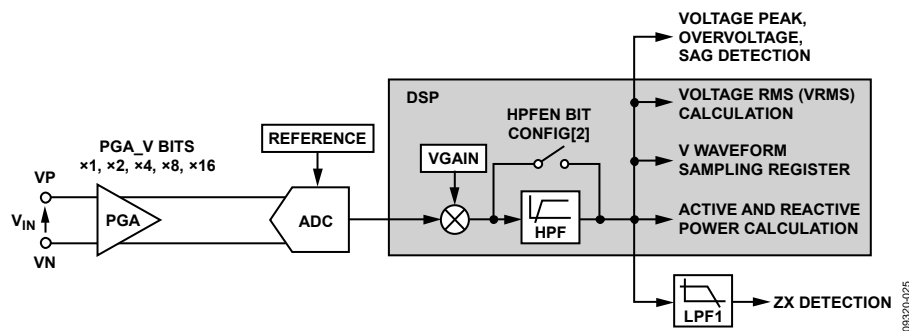 VOLTAGE PEAK,
OVERVOLTAGE,
SAG DETECTION
DSP
VOLTAGE RMS (VRMS)
CALCULATION
HPFEN BIT
CONFIG[2]
REFERENCE
PGA_V BITS
×1, ×2, ×4, ×8, ×16
VGAIN
V WAVEFORM
SAMPLING REGISTER
VP
VIN
PGA
ADC
HPF
ACTIVE AND REACTIVE
POWER CALCULATION
VN
LPF1
ZX DETECTION
09320-025